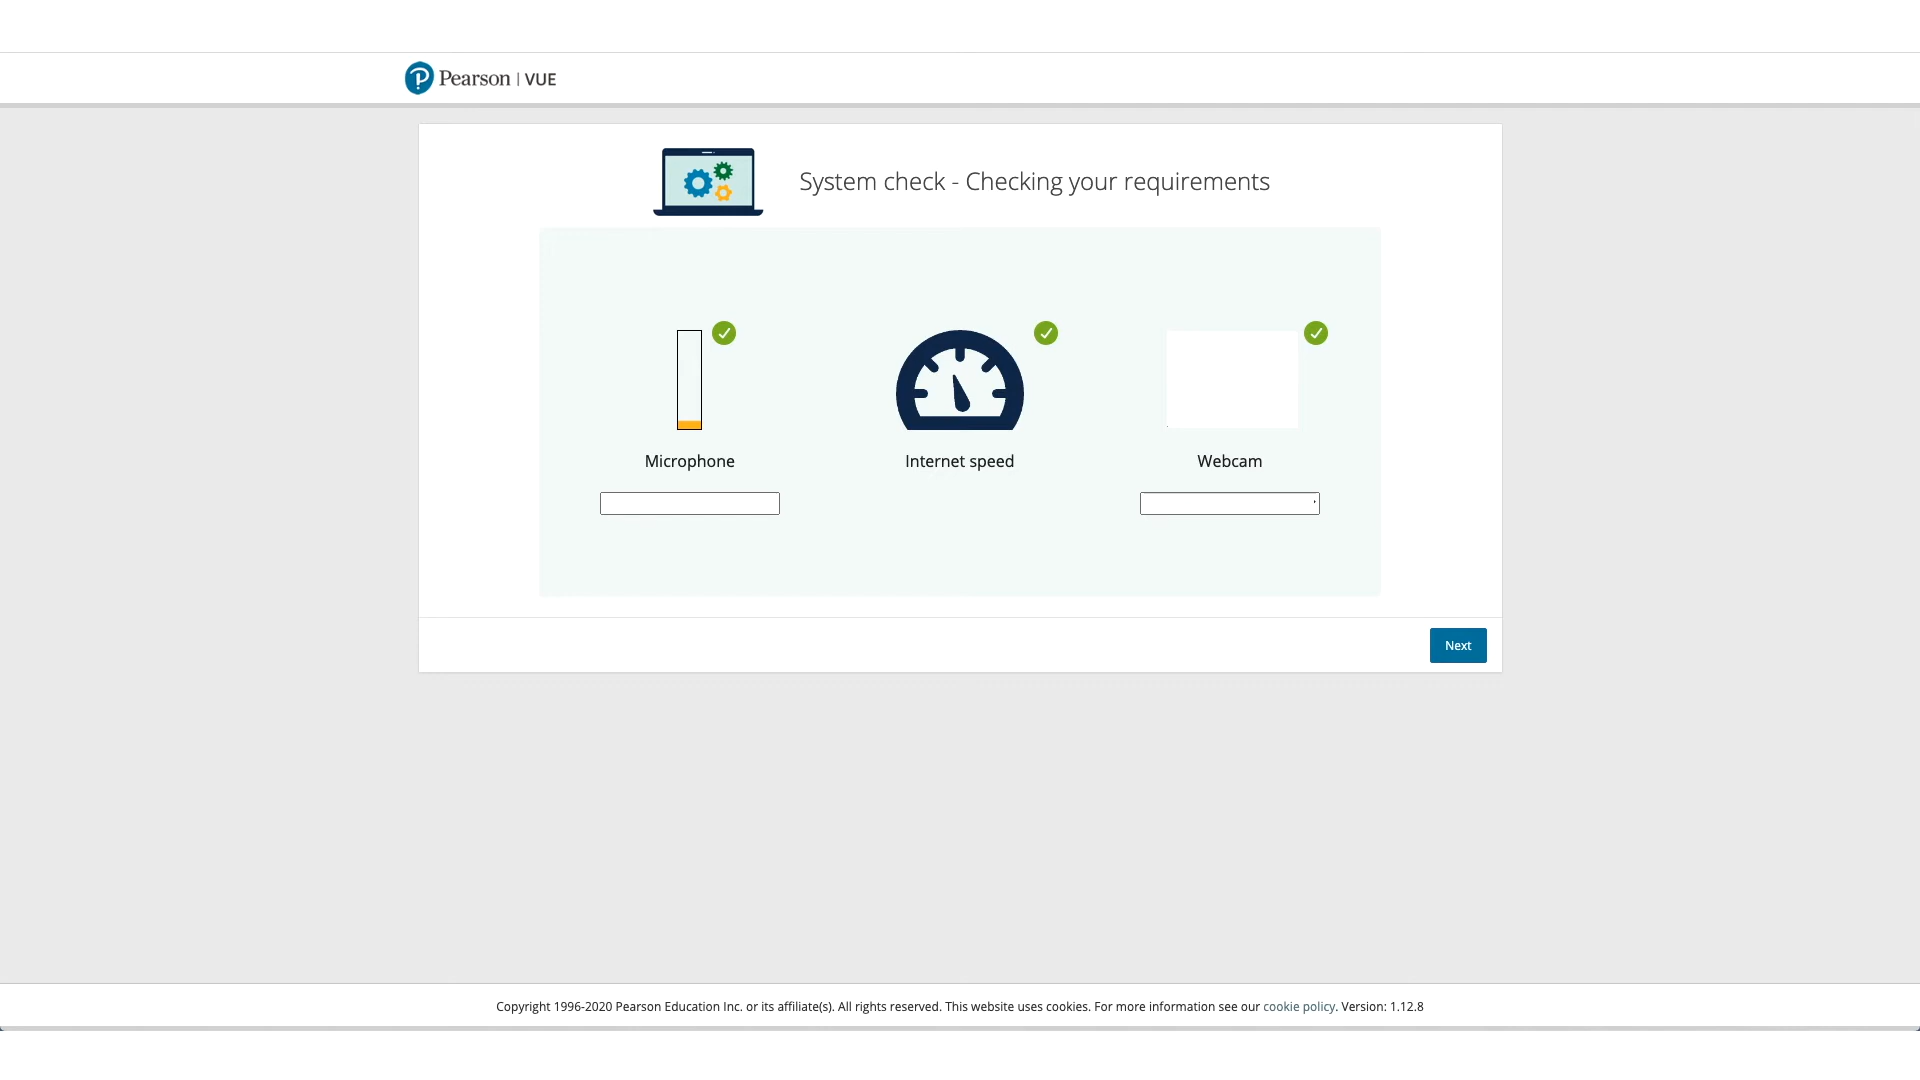 Pearson | VUE
System check - Checking your requirements
Microphone
Internet speed
Webcam
Next
Copyright 1996-2020 Pearson Education Inc. or its affiliate(s). All rights reserved. This website uses cookies. For more information see our cookie policy. Version: 1.12.8